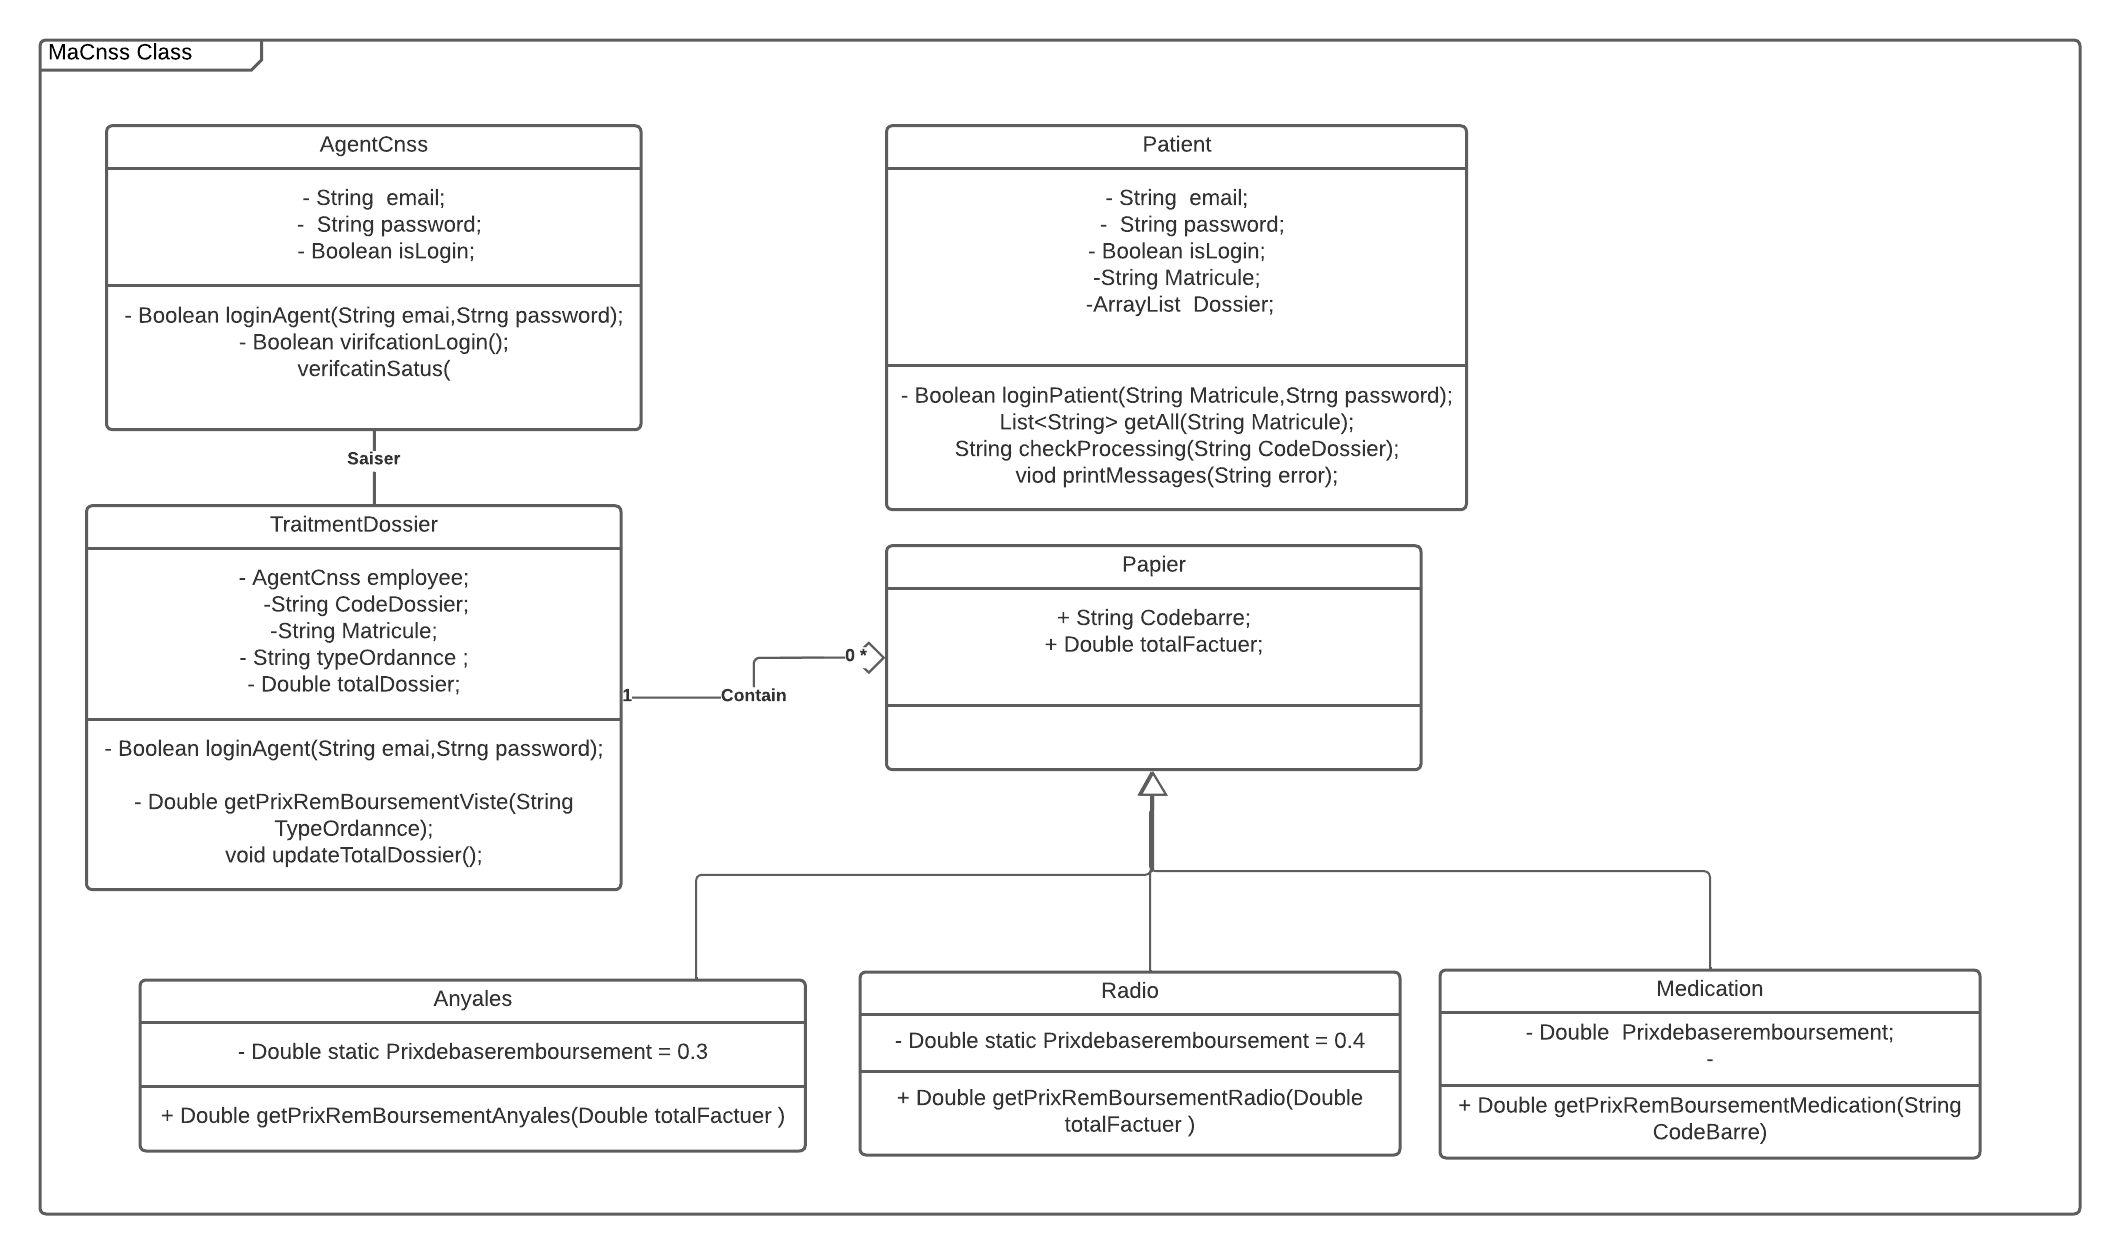 MaCnss Class
AgentCnss
- String  email;
-  String password;
- Boolean isLogin;
- Boolean loginAgent(String emai,Strng password);
- Boolean virifcationLogin();
verifcatinSatus(
Patient
- String  email;
-  String password;
- Boolean isLogin;
-String Matricule;
-ArrayList  Dossier;
- Boolean loginPatient(String Matricule,Strng password);
List<String> getAll(String Matricule);
String checkProcessing(String CodeDossier);
viod printMessages(String error);
Saiser
TraitmentDossier
- AgentCnss employee;
-String CodeDossier;
-String Matricule;
- String typeOrdannce ;
- Double totalDossier;
- Boolean loginAgent(String emai,Strng password);
- Double getPrixRemBoursementViste(String
TypeOrdannce);
void updateTotalDossier();
1
Contain
0 *
Papier
+ String Codebarre;
+ Double totalFactuer;
Anyales
- Double static Prixdebaseremboursement = 0.3
+ Double getPrixRemBoursementAnyales(Double totalFactuer )
Radio
- Double static Prixdebaseremboursement = 0.4
+ Double getPrixRemBoursementRadio(Double
totalFactuer )
Medication
- Double  Prixdebaseremboursement;
-
+ Double getPrixRemBoursementMedication(String
CodeBarre)